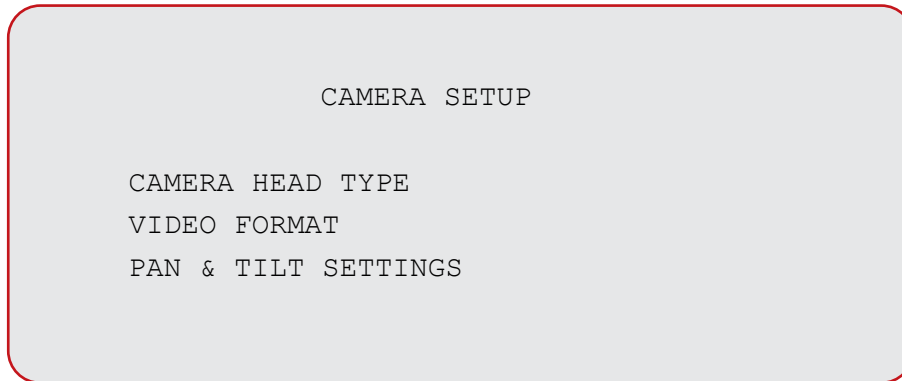 CAMERA SETUP
CAMERA HEAD TYPE
VIDEO FORMAT
PAN & TILT SETTINGS